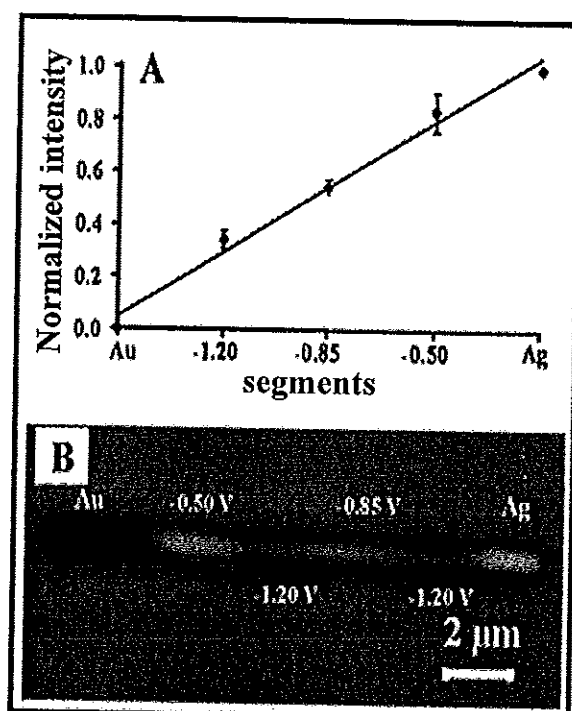 A
1.0
0.8
0.6
0.4
0.2
0.0
Normalized intensity
Au -1.20 -0.85 -0.50 Ag
segments
B
Au -0.50 V -0.85 V Ag
-1.20 V -1.20 V
2 μm